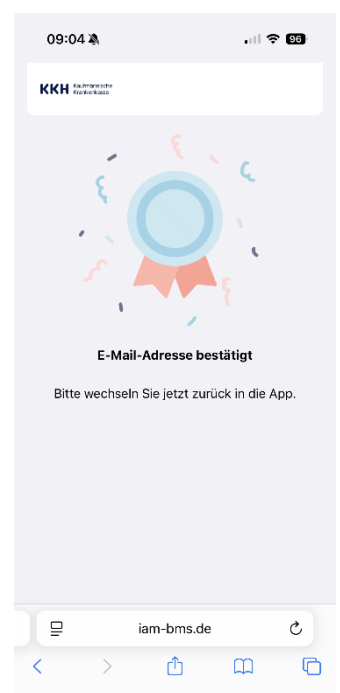 09:04
96
KKH Kaufmännische
Krankenkasse
E-Mail-Adresse bestätigt
Bitte wechseln Sie jetzt zurück in die App.
iam-bms.de